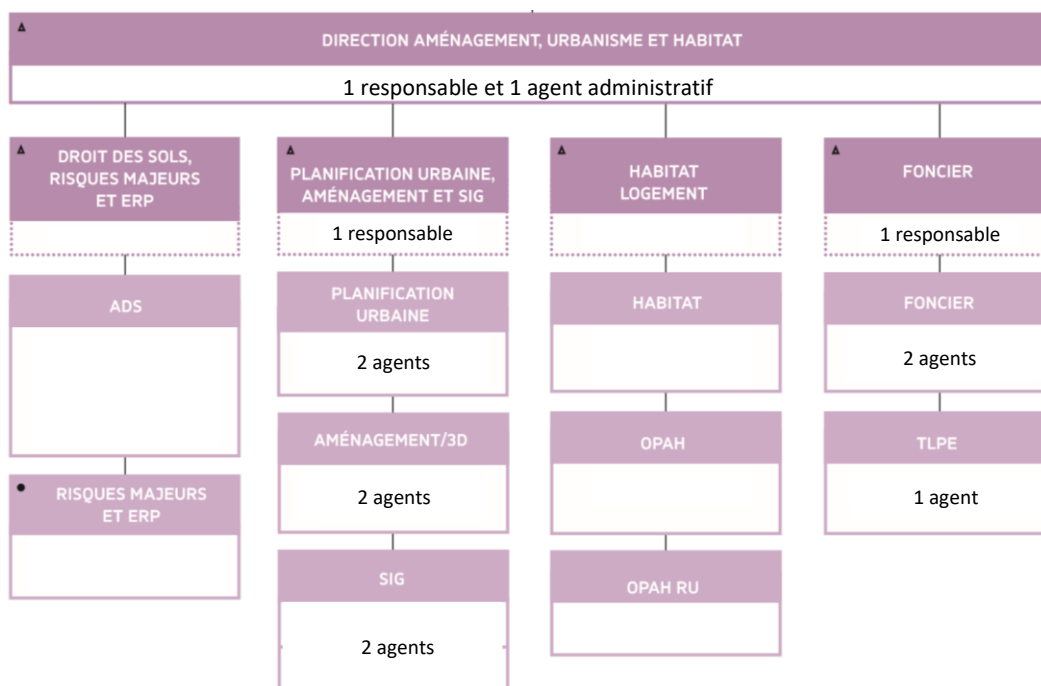 DIRECTION AMÉNAGEMENT, URBANISME ET HABITAT
1 responsable et 1 agent administratif
DROIT DES SOLS,
RISQUES MAJEURS
ET ERP
ADS
RISQUES MAJEURS
ET ERP
PLANIFICATION URBAINE,
AMÉNAGEMENT ET SIG
1 responsable
PLANIFICATION
URBAINE
2 agents
AMÉNAGEMENT/3D
2 agents
SIG
2 agents
HABITAT
LOGEMENT
HABITAT
OPAH
OPAH RU
FONCIER
1 responsable
FONCIER
2 agents
TLPE
1 agent